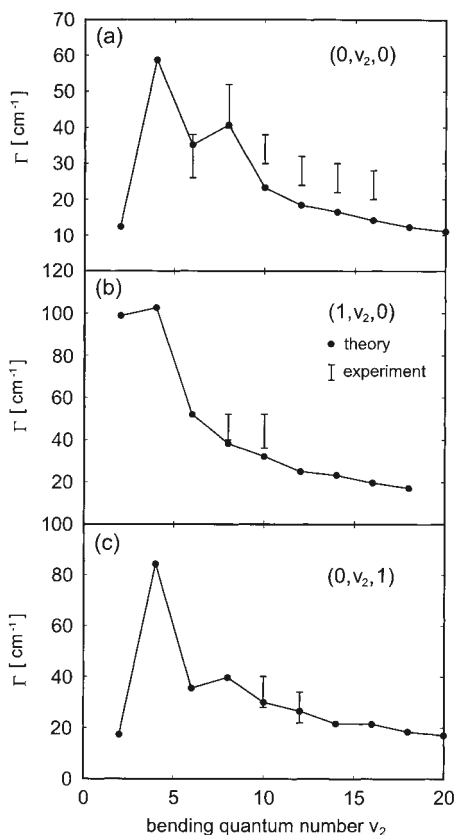 70
(a)
(0,v₂,0)
60
50
40
Γ [ cm⁻¹ ]
30
20
10
120
(b)
(1,v₂,0)
100
● theory
80
experiment
60
Γ [ cm⁻¹ ]
40
20
100
(c)
(0,v₂,1)
80
60
Γ [ cm⁻¹ ]
40
20
0
0 5 10 15 20
bending quantum number v₂